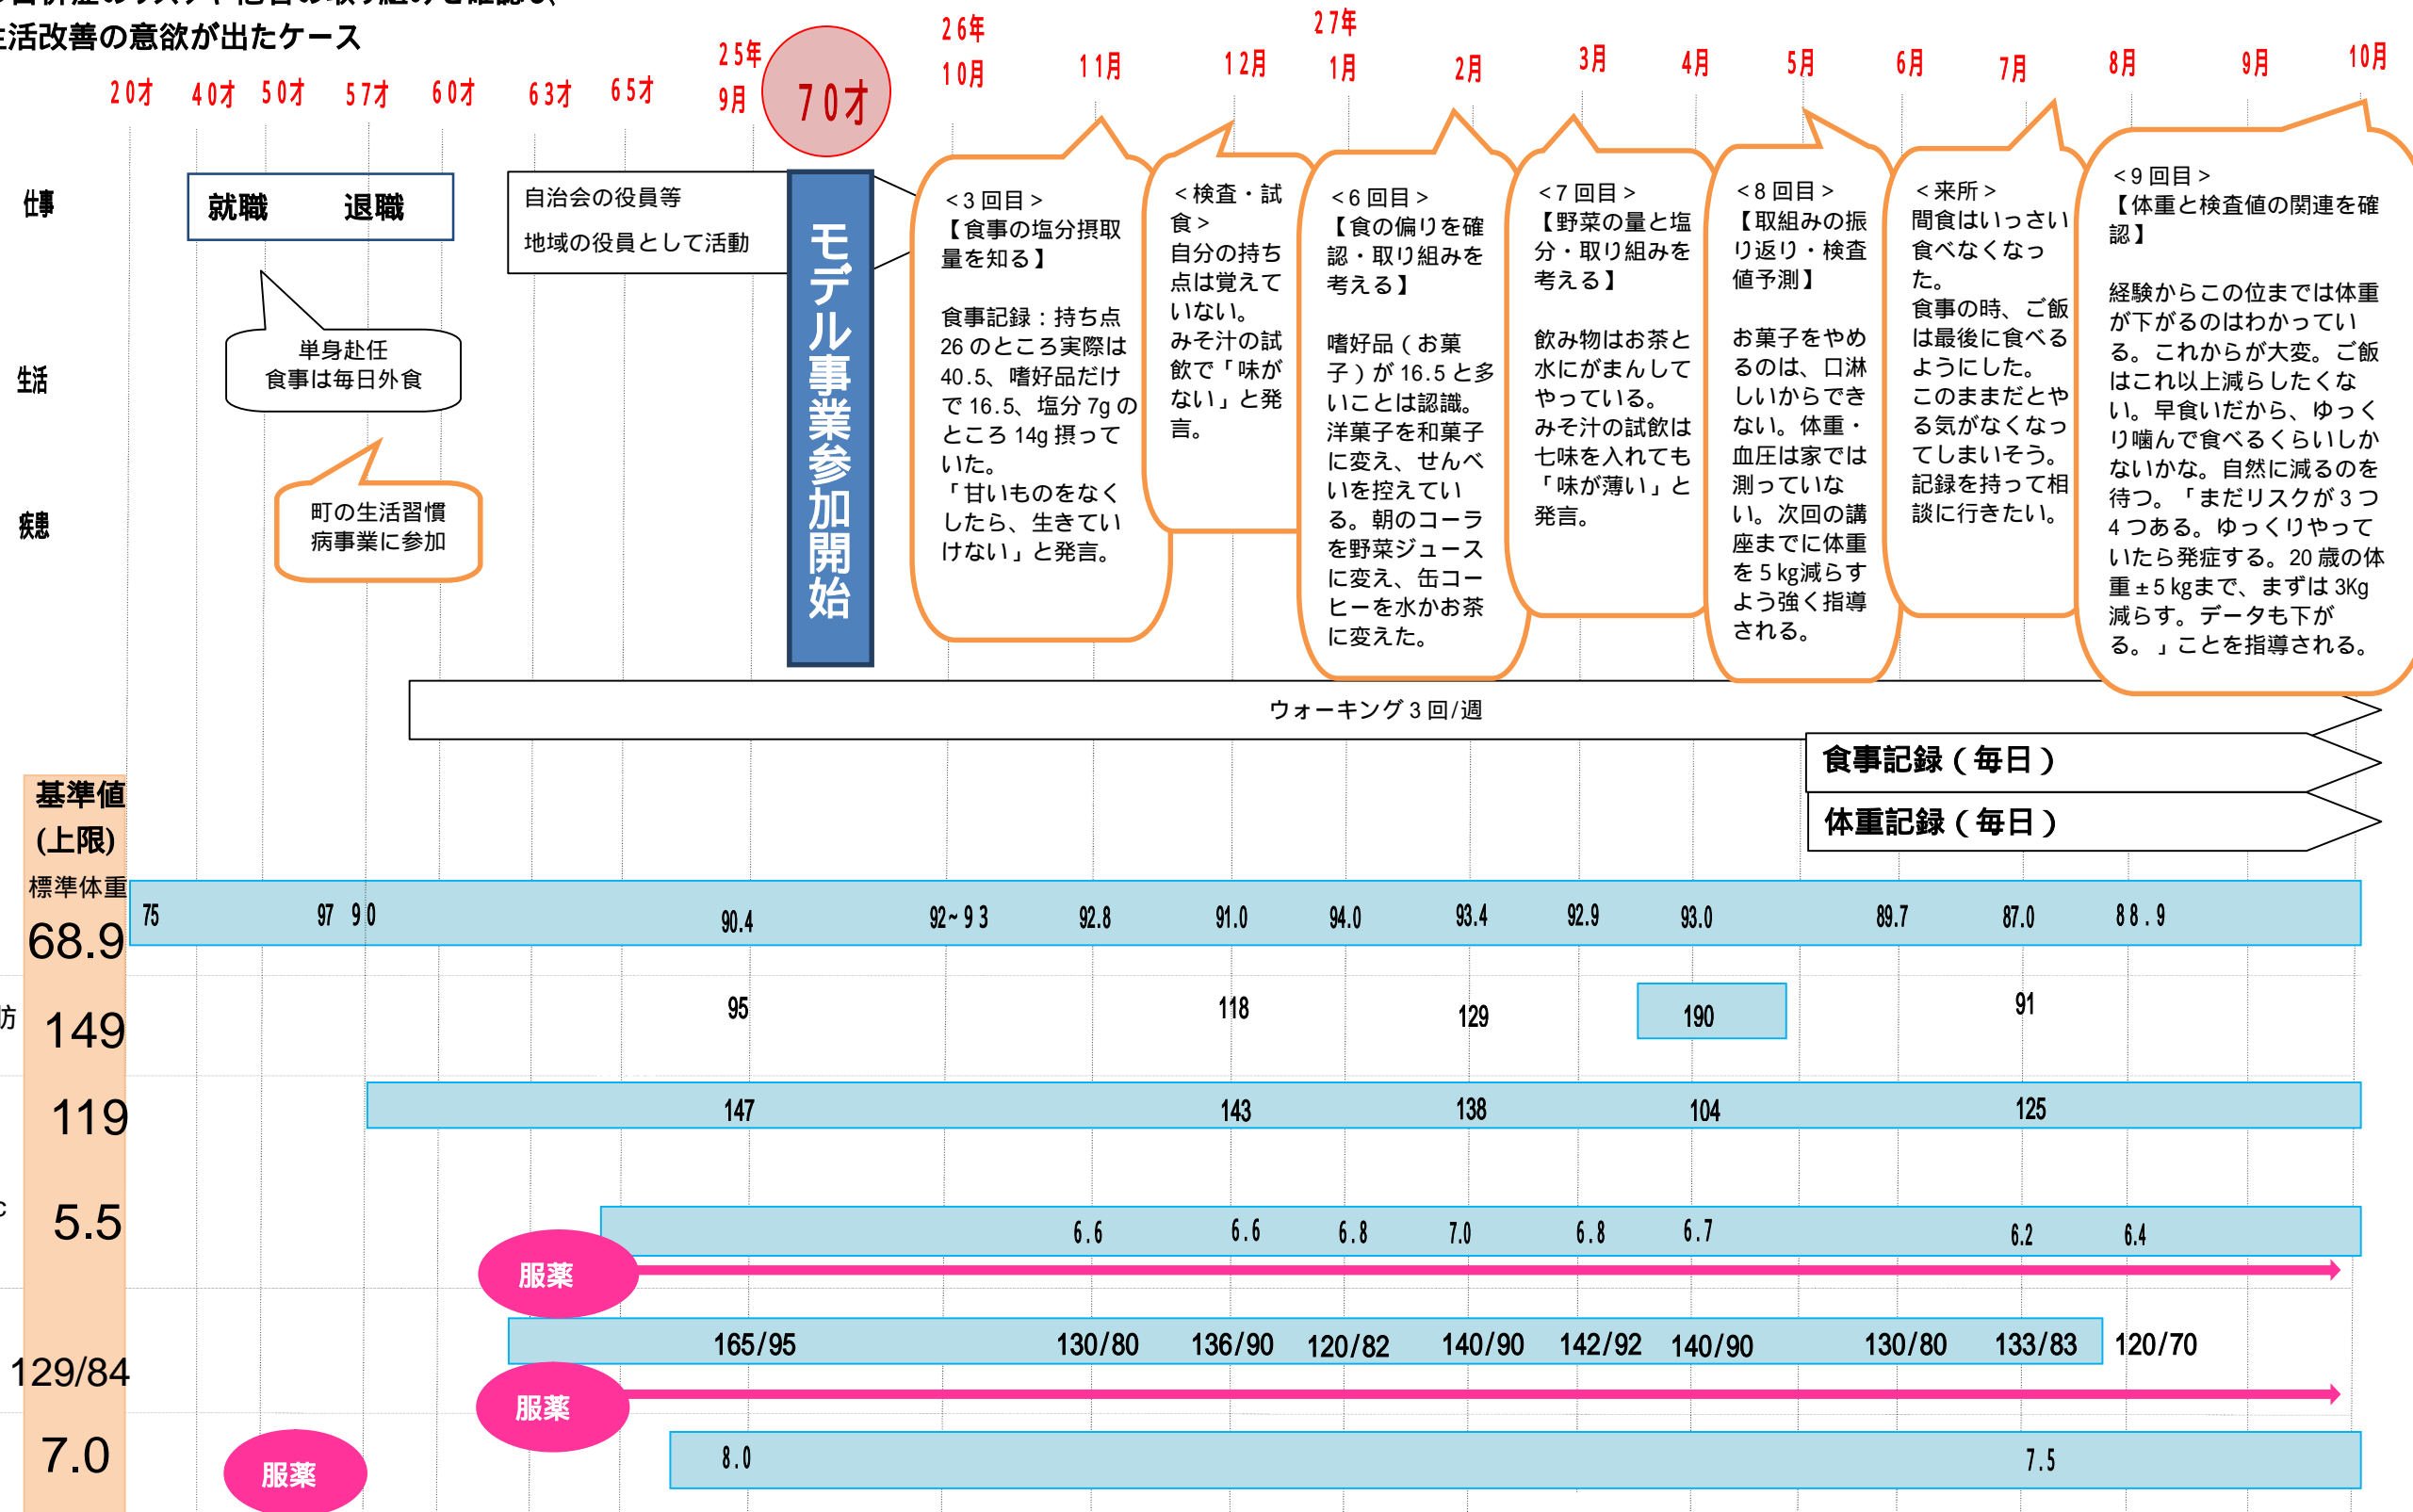 生活改善の意欲が出たケース
20才
40才
50才
57才
60才
63才
65才
25年
9月
70才
26年
10月
11月
12月
27年
1月
2月
3月
4月
5月
6月
7月
8月
9月
10月
仕事
就職 退職
自治会の役員等
地域の役員として活動
生活
単身赴任
食事は毎日外食
疾患
町の生活習慣
病事業に参加
モデル事業参加開始
<3回目>
【食事の塩分摂取
量を知る】
食事記録：持ち点
26のところ実際は
40.5、嗜好品だけ
で16.5、塩分7gの
ところ14g摂って
いた。
「甘いものをなく
したら、生きてい
けない」と発言。
<検査・試
食>
自分の持ち
点は覚えて
いない。
みそ汁の試
飲で「味が
ない」と発
言。
<6回目>
【食の偏りを確
認・取り組みを
考える】
嗜好品(お菓
子)が16.5と多
いことは認識。
洋菓子を和菓子
に変え、せんべ
いを控えてい
る。朝のコーラ
を野菜ジュース
に変え、缶コー
ヒーを水かお茶
に変えた。
<7回目>
【野菜の量と塩
分・取り組みを
考える】
飲み物はお茶と
水にがまんして
やっている。
みそ汁の試飲は
七味を入れても
「味が薄い」と
発言。
<8回目>
【取組みの振
り返り・検査
値予測】
お菓子をやめ
るのは、口淋
しいからでき
ない。体重・
血圧は家では
測っていな
い。次回の講
座までに体重
を5㎏減らす
よう強く指導
される。
<来所>
間食はいっさい
食べなくなっ
た。
食事の時、ご飯
は最後に食べる
ようにした。
このままだとや
る気がなくなっ
てしまいそう。
記録を持って相
談に行きたい。
<9回目>
【体重と検査値の関連を確
認】
経験からこの位までは体重
が下がるのはわかってい
る。これからが大変。ご飯
はこれ以上減らしたくな
い。早食いだから、ゆっく
り噛んで食べるくらいしか
ないかな。自然に減るのを
待つ。「まだリスクが3つ
4つある。ゆっくりやって
いたら発症する。20歳の体
重±5㎏まで、まずは3Kg
減らす。データも下が
る。」ことを指導される。
ウォーキング3回/週
食事記録(毎日)
体重記録(毎日)
基準値
(上限)
標準体重
68.9
75 97 90 90.4 92~93 92.8 91.0 94.0 93.4 92.9 93.0 89.7 87.0 88.9
肪 149 95 118 129 190 91
119 147 143 138 104 125
c 5.5 6.6 6.6 6.8 7.0 6.8 6.7 6.2 6.4
服薬
129/84 165/95 130/80 136/90 120/82 140/90 142/92 140/90 130/80 133/83 120/70
服薬
7.0 8.0 7.5
服薬